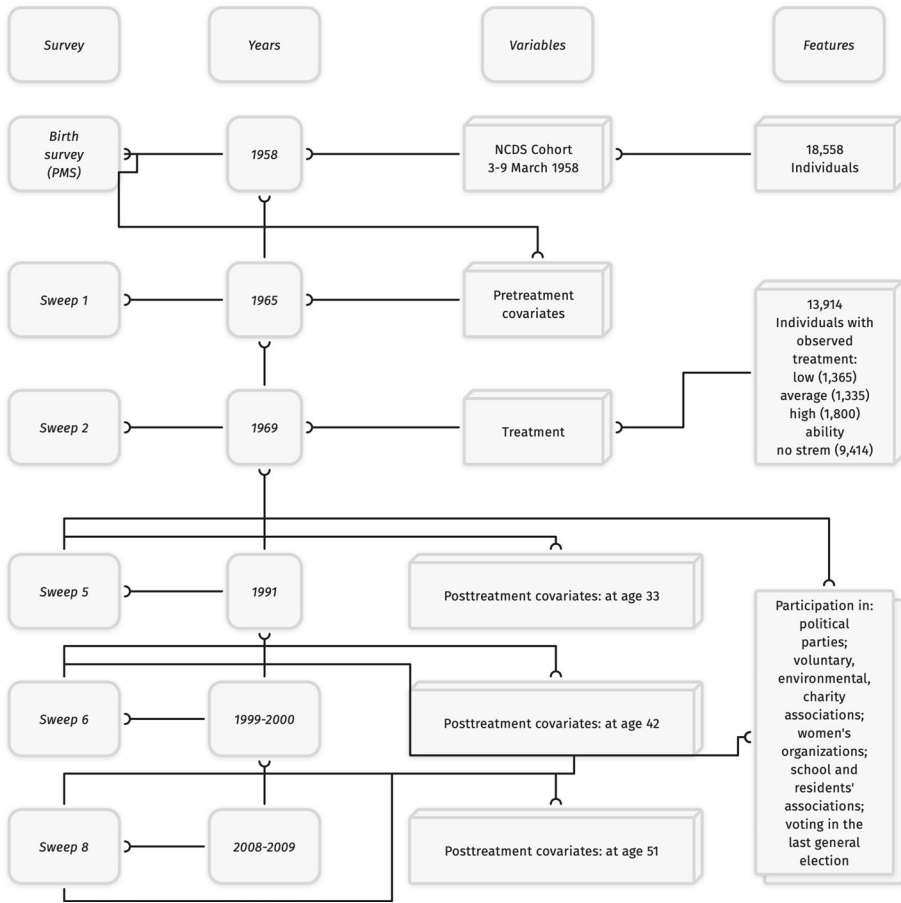 Survey
Years
Variables
Features
Birth
survey
(PMS)
1958
NCDS Cohort
3-9 March 1958
18,558
Individuals
Sweep 1
1965
Pretreatment
covariates
13,914
Individuals with
observed
treatment:
low (1,365)
average (1,335)
high (1,800)
ability
no strem (9,414)
Sweep 2
1969
Treatment
Sweep 5
1991
Posttreatment covariates: at age 33
Participation in:
political
parties;
voluntary,
environmental,
charity
associations;
women's
organizations;
school and
residents'
associations;
voting in the
last general
election
Sweep 6
1999-2000
Posttreatment covariates: at age 42
Sweep 8
2008-2009
Posttreatment covariates: at age 51